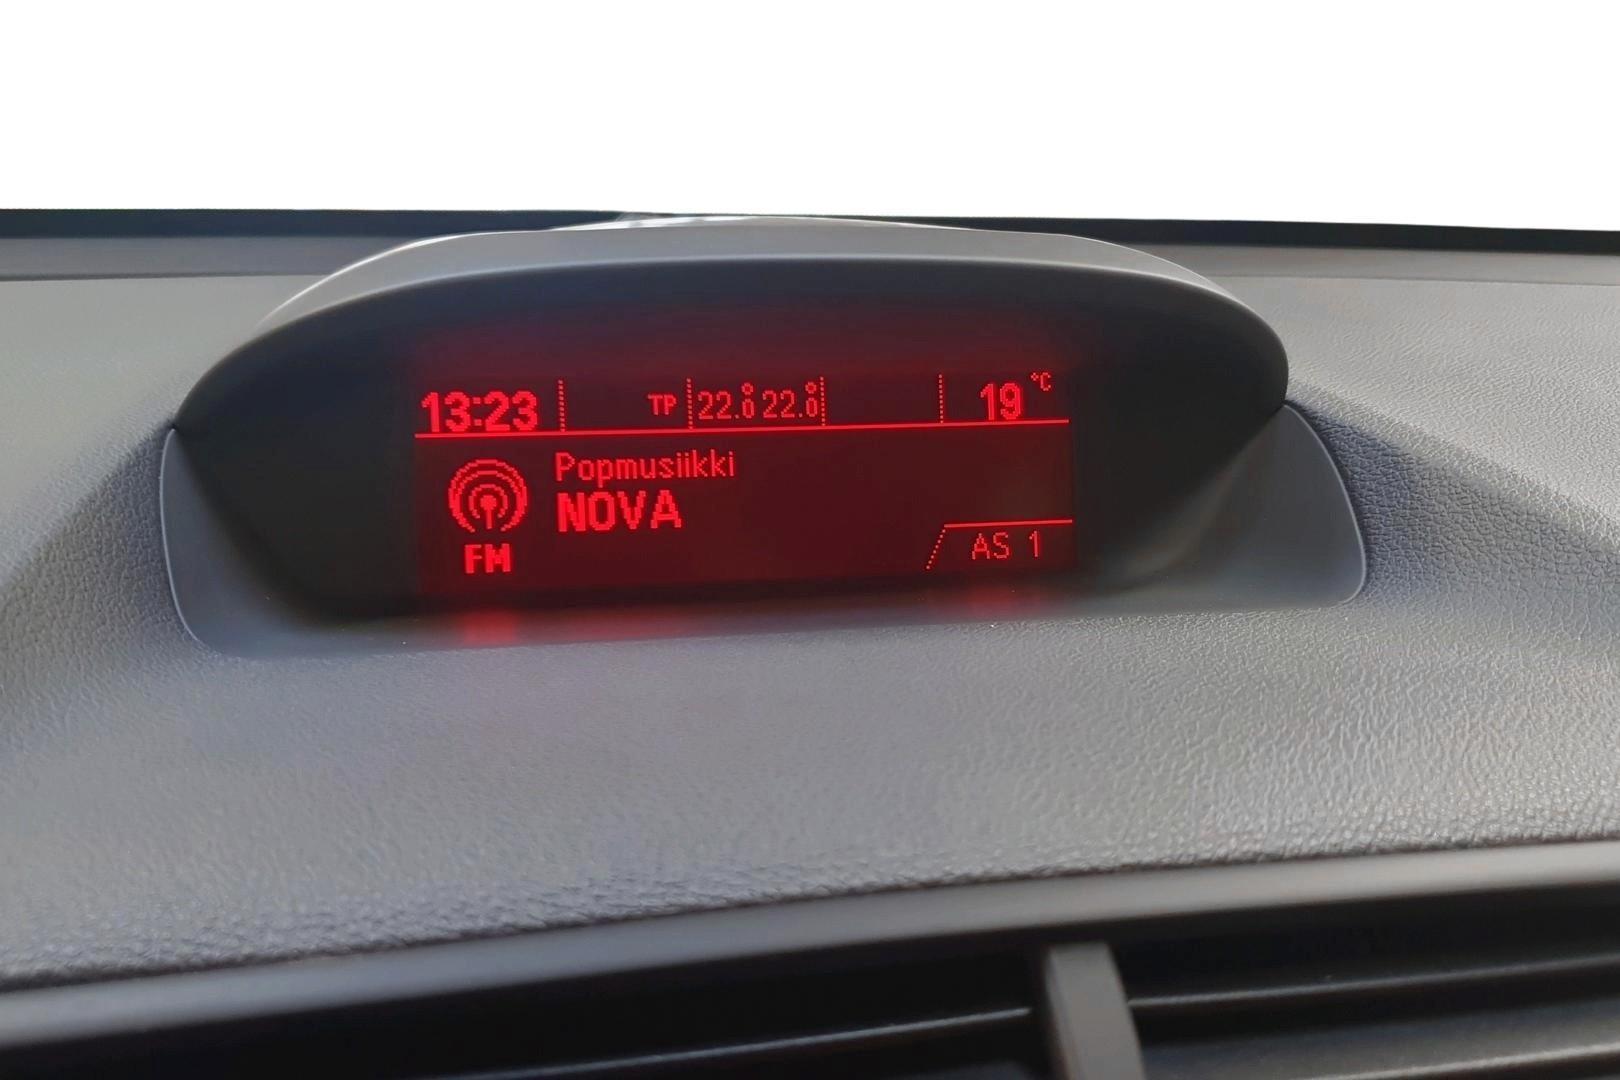 13:23 TP 22.0° 22.0° 19 °C
Popmusiikki
NOVA
FM AS 1